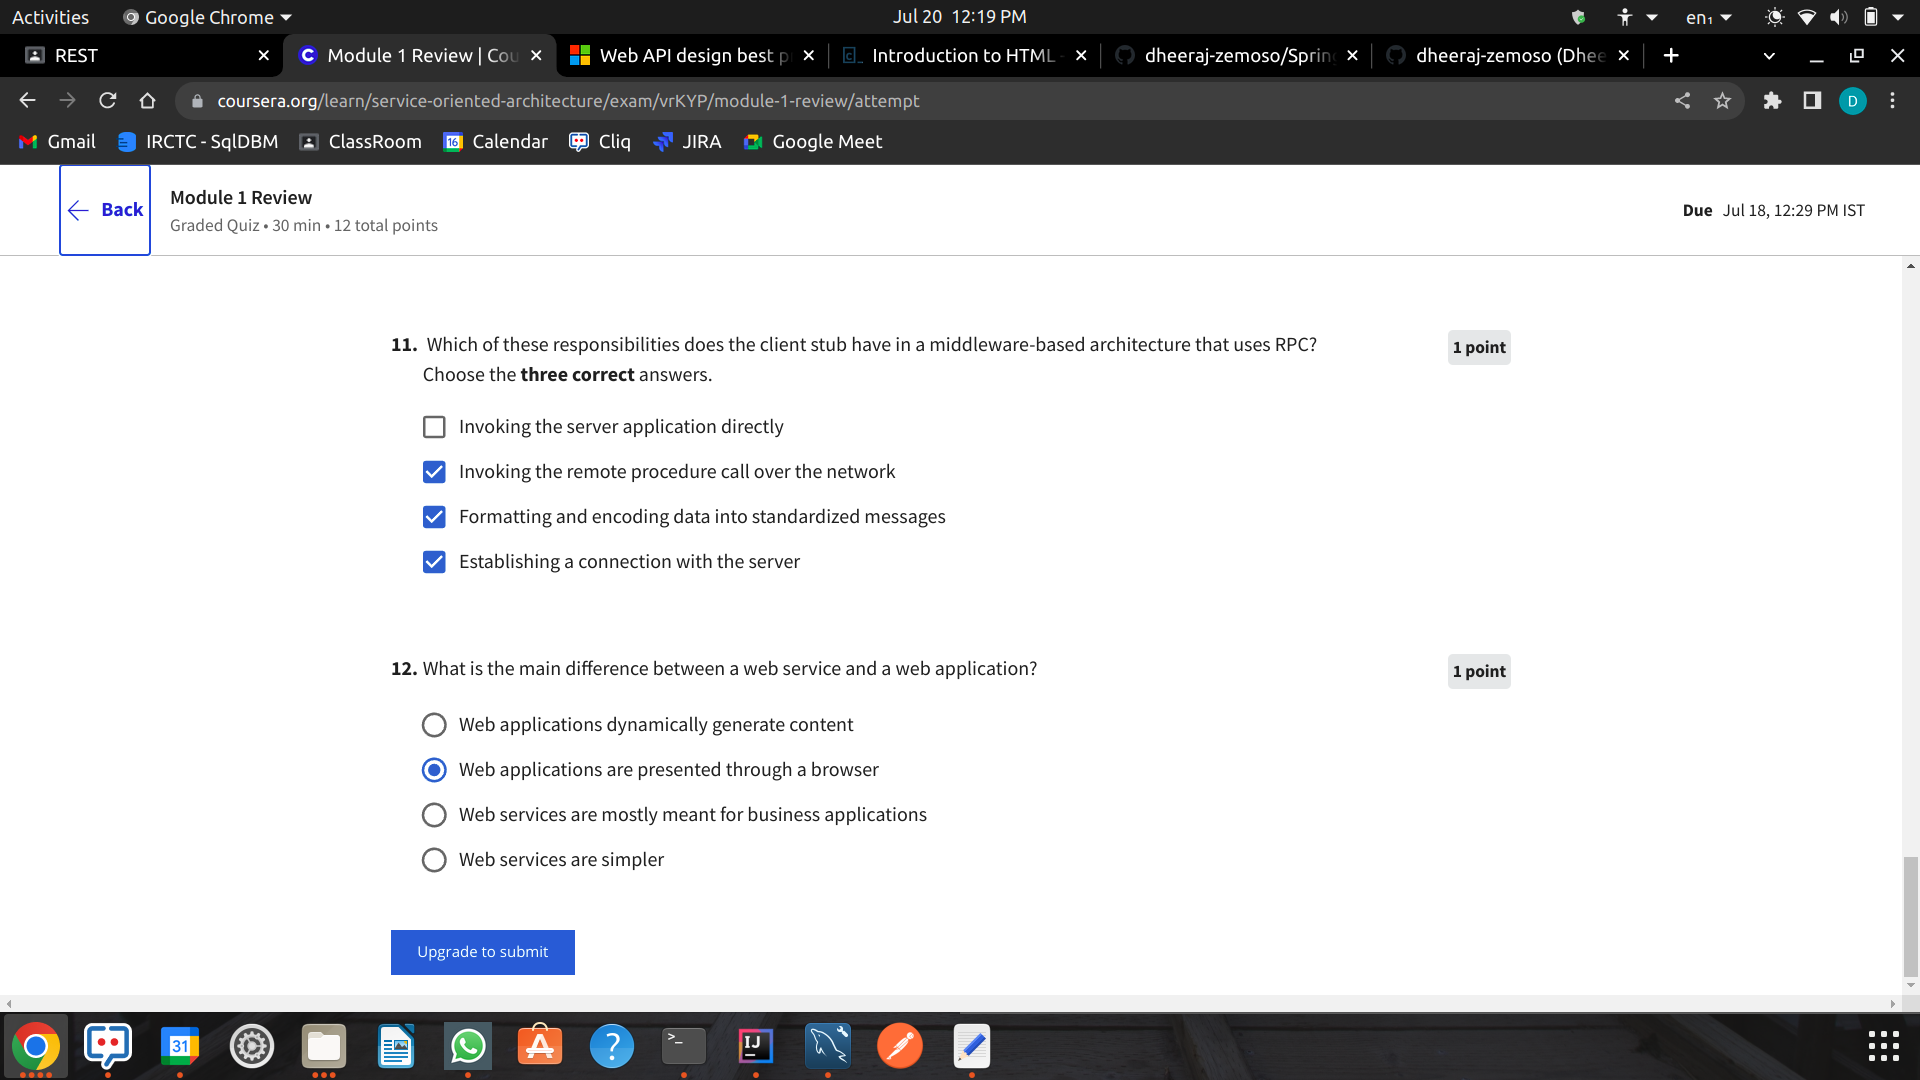 Activities
Google Chrome
Jul 20 12:19 PM
en₁
REST
Module 1 Review | Cou
Web API design best p
Introduction to HTML
dheeraj-zemoso/Spring
dheeraj-zemoso (Dhee
coursera.org/learn/service-oriented-architecture/exam/vrKYP/module-1-review/attempt
D
Gmail
IRCTC - SqlDBM
ClassRoom
16
Calendar
Cliq
JIRA
Google Meet
Back
Module 1 Review
Graded Quiz • 30 min • 12 total points
Due Jul 18, 12:29 PM IST
11. Which of these responsibilities does the client stub have in a middleware-based architecture that uses RPC?
Choose the three correct answers.
1 point
Invoking the server application directly
Invoking the remote procedure call over the network
Formatting and encoding data into standardized messages
Establishing a connection with the server
12. What is the main difference between a web service and a web application?
1 point
Web applications dynamically generate content
Web applications are presented through a browser
Web services are mostly meant for business applications
Web services are simpler
Upgrade to submit
31
>_
IJ